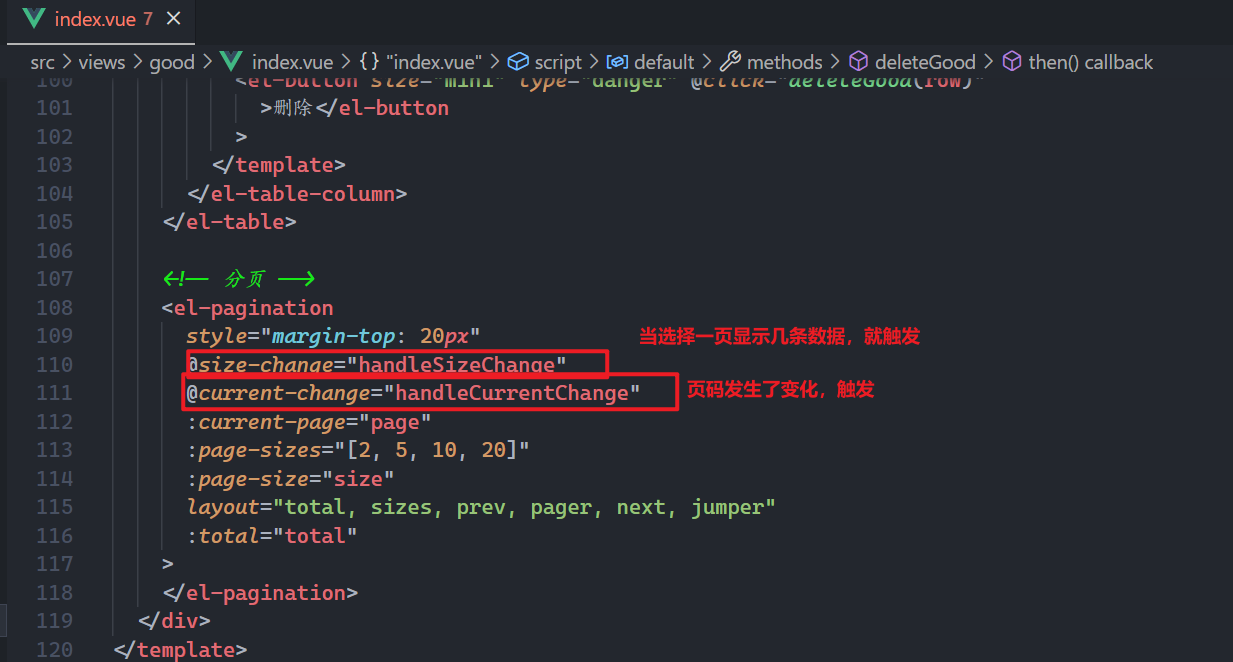 index.vue 7 ×
src > views > good > index.vue > {} "index.vue" > script > default > methods > deleteGood > then() callback
100 <el-button size="mini" type="danger" @click="deleteGood(row)"
101 >删除</el-button
102 >
103 </template>
104 </el-table-column>
105 </el-table>
106
107 <!-- 分页 -->
108 <el-pagination
109 style="margin-top: 20px" 当选择一页显示几条数据，就触发
110 @size-change="handleSizeChange"
111 @current-change="handleCurrentChange" 页码发生了变化，触发
112 :current-page="page"
113 :page-sizes="[2, 5, 10, 20]"
114 :page-size="size"
115 layout="total, sizes, prev, pager, next, jumper"
116 :total="total"
117 >
118 </el-pagination>
119 </div>
120 </template>